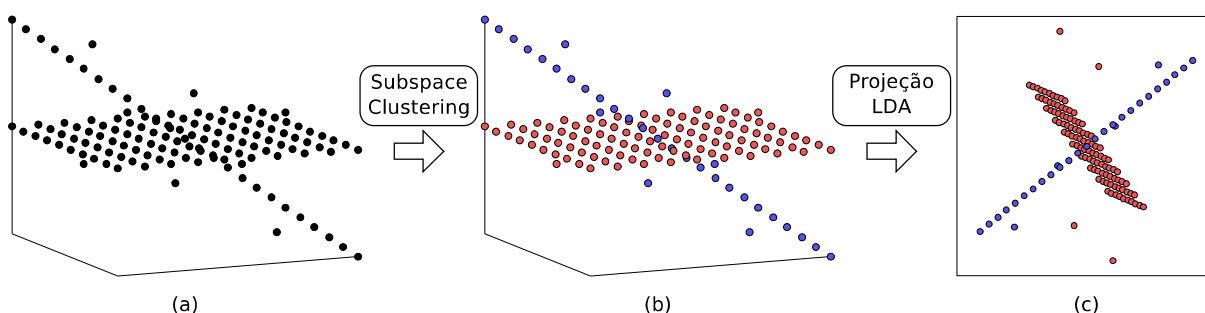 Subspace
Clustering
Projeção
LDA
(a)
(b)
(c)